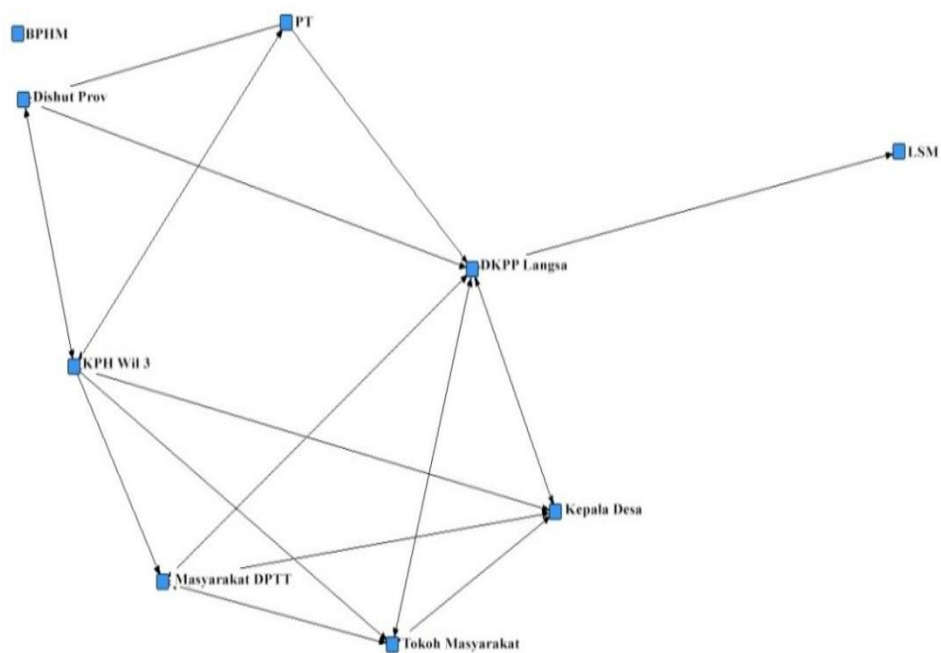 PT
BPHM
Dishut Prov
LSM
DKPP Langsa
KPH Wil 3
Kepala Desa
Masyarakat DPTT
Tokoh Masyarakat